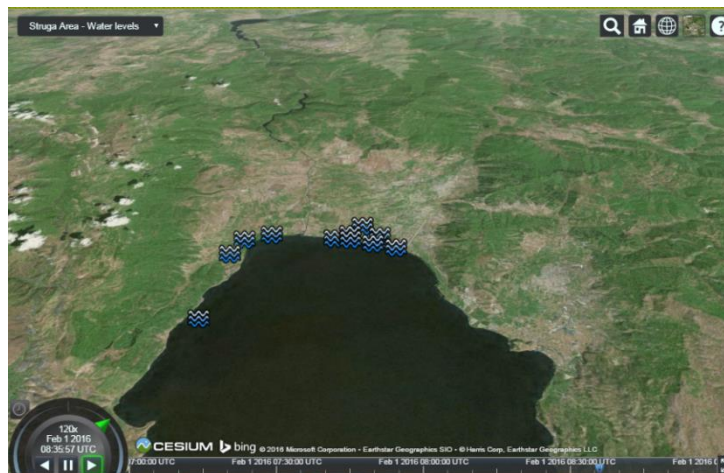 Struga Area - Water levels
?
120x
Feb 1 2016
08:35:57 UTC
CESIUM bing © 2016 Microsoft Corporation - Earthstar Geographics SIO - © Harris Corp, Earthstar Geographics LLC
07:00:00 UTC Feb 1 2016 07:30:00 UTC Feb 1 2016 08:00:00 UTC Feb 1 2016 08:30:00 UTC